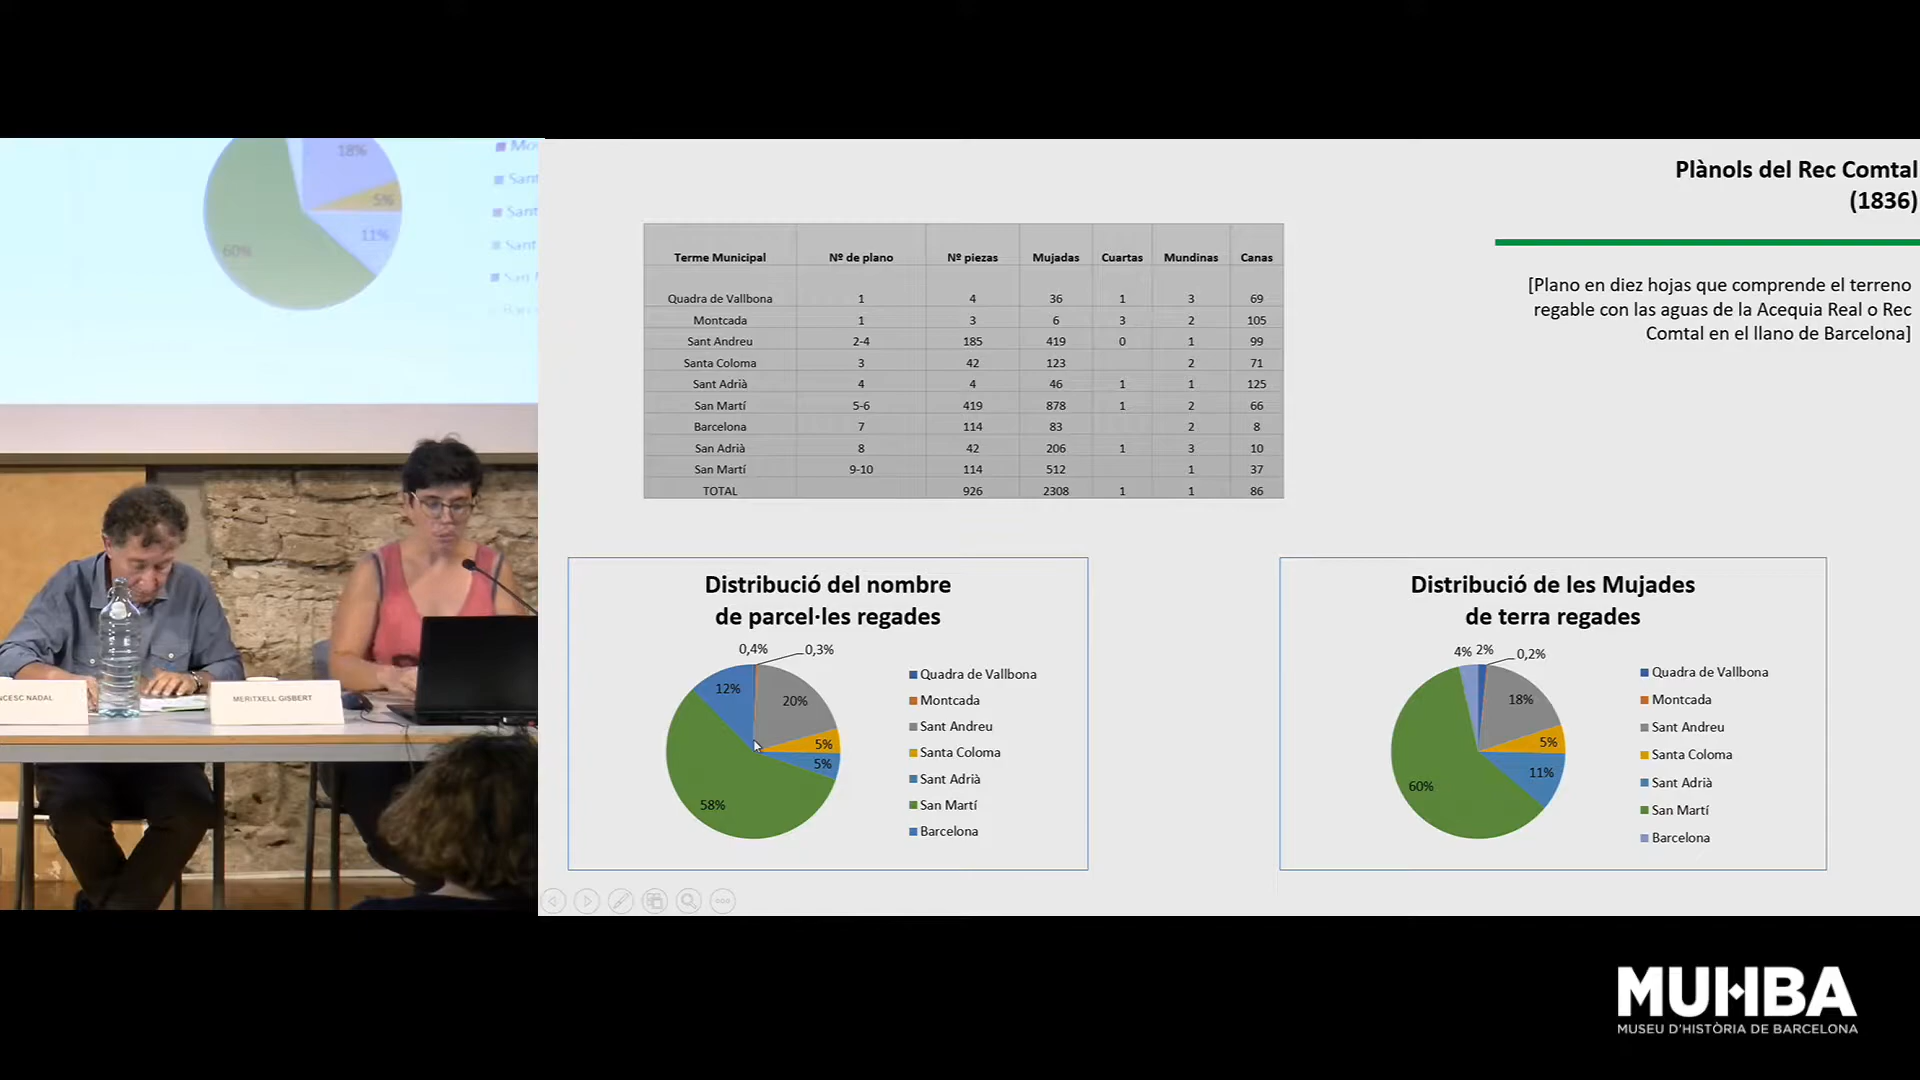 Plànols del Rec Comtal
(1836)
[Plano en diez hojas que comprende el terreno
regable con las aguas de la Acequia Real o Rec
Comtal en el llano de Barcelona]
Terme Municipal Nº de plano Nº piezas Mujadas Cuartas Mundinas Canas
Quadra de Vallbona 1 4 36 1 3 69
Montcada 1 3 6 3 2 105
Sant Andreu 2-4 185 419 0 1 99
Santa Coloma 3 42 123 2 71
Sant Adrià 4 4 46 1 1 125
San Martí 5-6 419 878 1 2 66
Barcelona 7 114 83 2 8
San Adrià 8 42 206 1 3 10
San Martí 9-10 114 512 1 37
TOTAL 926 2308 1 1 86
Distribució del nombre
de parcel·les regades
0,4% 0,3%
12% 20%
5%
5%
58%
Quadra de Vallbona
Montcada
Sant Andreu
Santa Coloma
Sant Adrià
San Martí
Barcelona
Distribució de les Mujades
de terra regades
4% 2% 0,2%
18%
5%
11%
60%
Quadra de Vallbona
Montcada
Sant Andreu
Santa Coloma
Sant Adrià
San Martí
Barcelona
18%
5%
11%
60%
Sant
Sant
Sant
NCESC NADAL
MERITXELL GISBERT
MUHBA
MUSEU D'HISTÒRIA DE BARCELONA